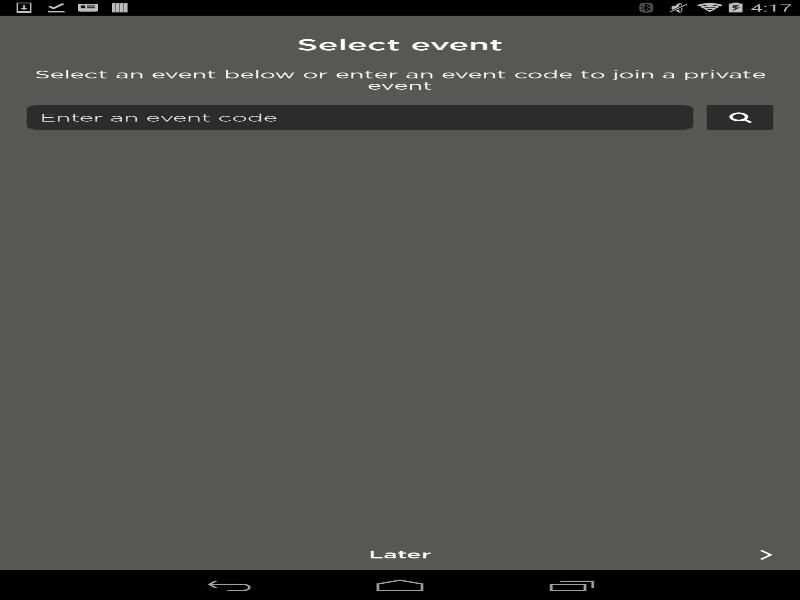 4:17
Select event
Select an event below or enter an event code to join a private
event
Enter an event code
Later